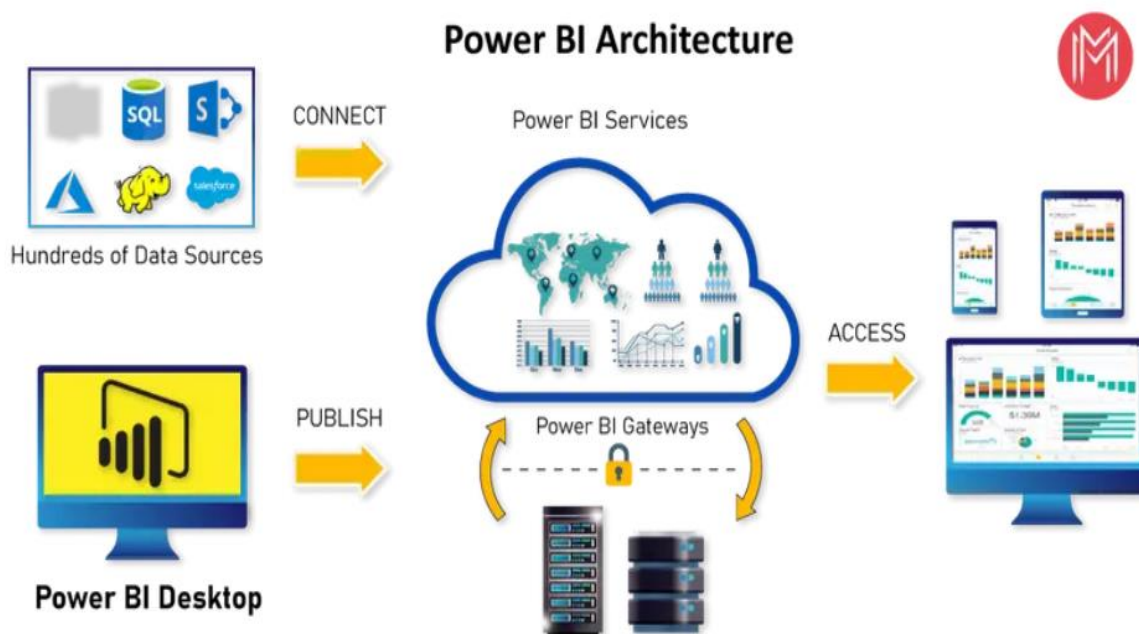 Power BI Architecture
SQL
S
salesforce
Hundreds of Data Sources
CONNECT
Power BI Services
ACCESS
Power BI Desktop
PUBLISH
Power BI Gateways
$1.39M